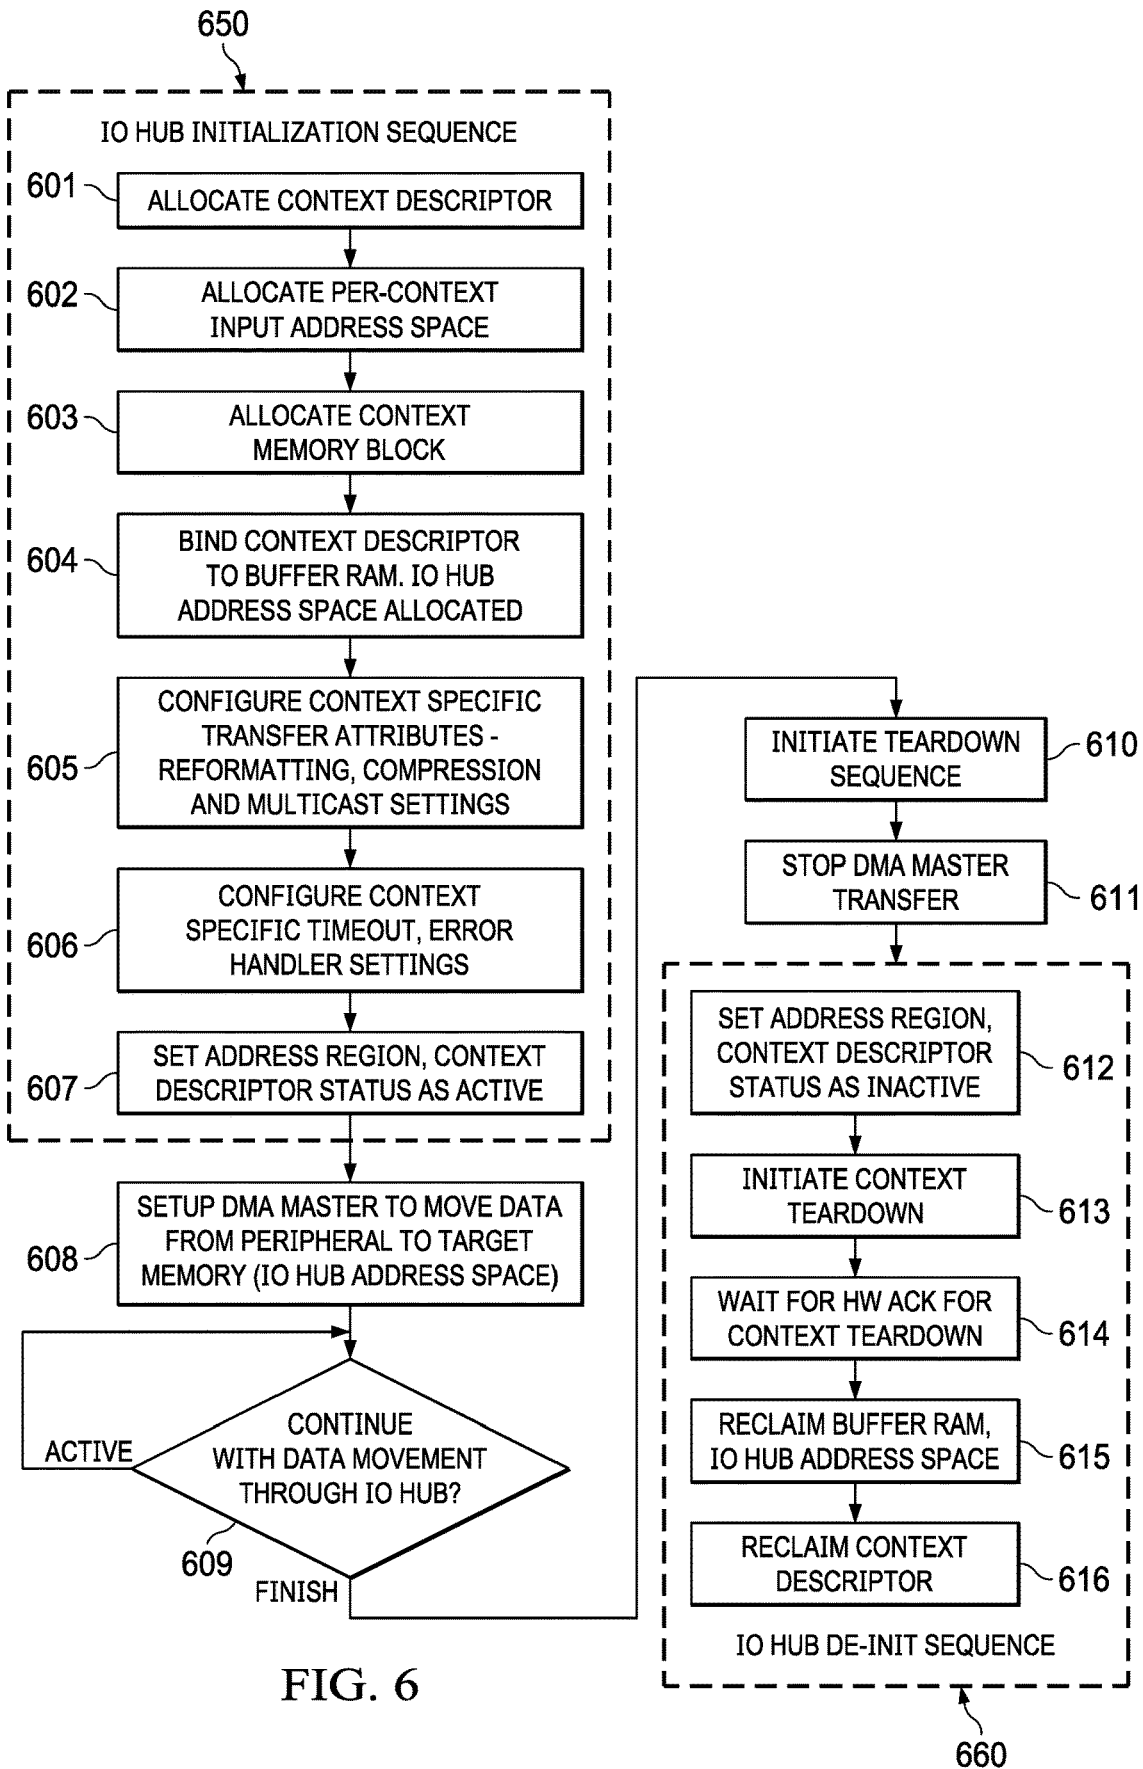 650
IO HUB INITIALIZATION SEQUENCE
601
ALLOCATE CONTEXT DESCRIPTOR
602
ALLOCATE PER-CONTEXT
INPUT ADDRESS SPACE
603
ALLOCATE CONTEXT
MEMORY BLOCK
604
BIND CONTEXT DESCRIPTOR
TO BUFFER RAM. IO HUB
ADDRESS SPACE ALLOCATED
605
CONFIGURE CONTEXT SPECIFIC
TRANSFER ATTRIBUTES -
REFORMATTING, COMPRESSION
AND MULTICAST SETTINGS
606
CONFIGURE CONTEXT
SPECIFIC TIMEOUT, ERROR
HANDLER SETTINGS
607
SET ADDRESS REGION, CONTEXT
DESCRIPTOR STATUS AS ACTIVE
608
SETUP DMA MASTER TO MOVE DATA
FROM PERIPHERAL TO TARGET
MEMORY (IO HUB ADDRESS SPACE)
CONTINUE
WITH DATA MOVEMENT
THROUGH IO HUB?
ACTIVE
609
FINISH
INITIATE TEARDOWN
SEQUENCE
610
STOP DMA MASTER
TRANSFER
611
SET ADDRESS REGION,
CONTEXT DESCRIPTOR
STATUS AS INACTIVE
612
INITIATE CONTEXT
TEARDOWN
613
WAIT FOR HW ACK FOR
CONTEXT TEARDOWN
614
RECLAIM BUFFER RAM,
IO HUB ADDRESS SPACE
615
RECLAIM CONTEXT
DESCRIPTOR
616
IO HUB DE-INIT SEQUENCE
660
FIG. 6